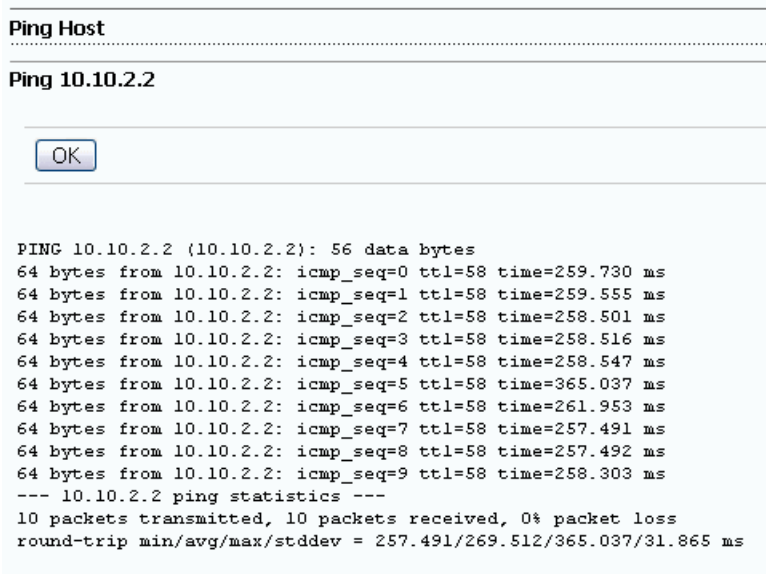 Ping Host
Ping 10.10.2.2
OK
PING 10.10.2.2 (10.10.2.2): 56 data bytes
64 bytes from 10.10.2.2: icmp_seq=0 ttl=58 time=259.730 ms
64 bytes from 10.10.2.2: icmp_seq=1 ttl=58 time=259.555 ms
64 bytes from 10.10.2.2: icmp_seq=2 ttl=58 time=258.501 ms
64 bytes from 10.10.2.2: icmp_seq=3 ttl=58 time=258.516 ms
64 bytes from 10.10.2.2: icmp_seq=4 ttl=58 time=258.547 ms
64 bytes from 10.10.2.2: icmp_seq=5 ttl=58 time=365.037 ms
64 bytes from 10.10.2.2: icmp_seq=6 ttl=58 time=261.953 ms
64 bytes from 10.10.2.2: icmp_seq=7 ttl=58 time=257.491 ms
64 bytes from 10.10.2.2: icmp_seq=8 ttl=58 time=257.492 ms
64 bytes from 10.10.2.2: icmp_seq=9 ttl=58 time=258.303 ms
--- 10.10.2.2 ping statistics ---
10 packets transmitted, 10 packets received, 0% packet loss
round-trip min/avg/max/stddev = 257.491/269.512/365.037/31.865 ms